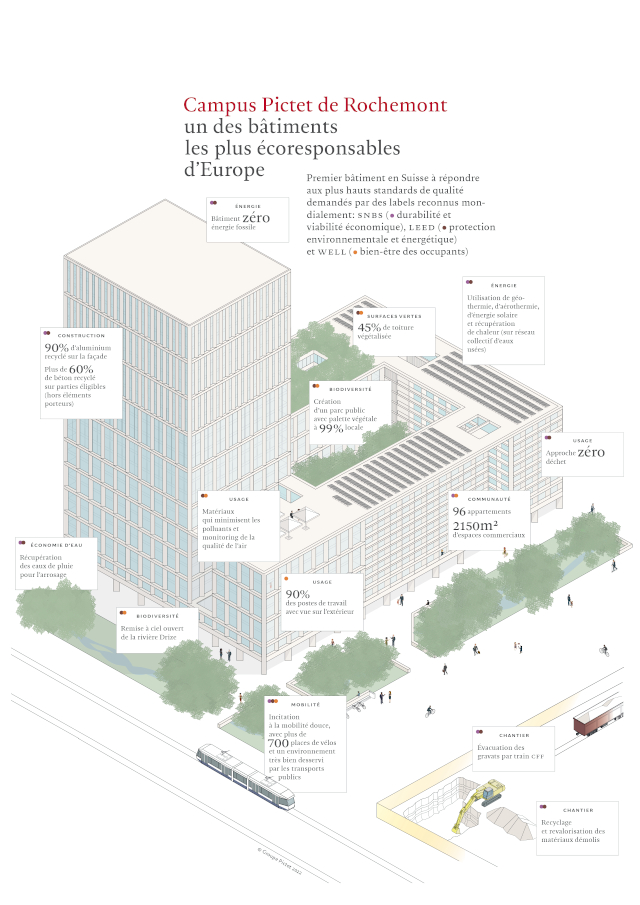 Campus Pictet de Rochemont
un des bâtiments
les plus écoresponsables
d'Europe
Premier bâtiment en Suisse à répondre
aux plus hauts standards de qualité
demandés par des labels reconnus mon-
dialement: SNBS (• durabilité et
viabilité économique), LEED (• protection
environnementale et énergétique)
et WELL (• bien-être des occupants)
ÉNERGIE
Bâtiment zéro
énergie fossile
ÉNERGIE
Utilisation de géo-
thermie, d'aérothermie,
d'énergie solaire
et récupération
de chaleur (sur réseau
collectif d'eaux
usées)
SURFACES VERTES
45% de toiture
végétalisée
CONSTRUCTION
90% d'aluminium
recyclé sur la façade
Plus de 60%
de béton recyclé
sur parties éligibles
(hors éléments
porteurs)
BIODIVERSITÉ
Création
d'un parc public
avec palette végétale
à 99% locale
USAGE
Approche zéro
déchet
USAGE
Matériaux
qui minimisent les
polluants et
monitoring de la
qualité de l'air
COMMUNAUTÉ
96 appartements
2150m²
d'espaces commerciaux
ÉCONOMIE D'EAU
Récupération
des eaux de pluie
pour l'arrosage
USAGE
90%
des postes de travail
avec vue sur l'extérieur
BIODIVERSITÉ
Remise à ciel ouvert
de la rivière Drize
MOBILITÉ
Incitation
à la mobilité douce,
avec plus de
700 places de vélos
et un environnement
très bien desservi
par les transports
publics
CHANTIER
Évacuation des
gravats par train CFF
CHANTIER
Recyclage
et revalorisation des
matériaux démolis
© Groupe Pictet 2021